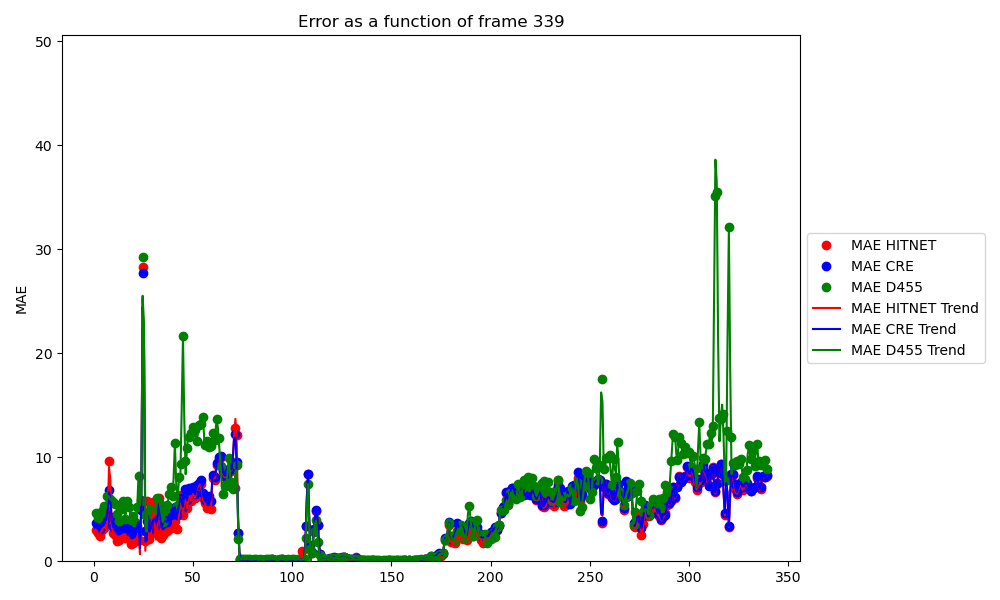 Error as a function of frame 339
MAE
50
40
30
20
10
0
0 50 100 150 200 250 300 350
MAE HITNET
MAE CRE
MAE D455
MAE HITNET Trend
MAE CRE Trend
MAE D455 Trend